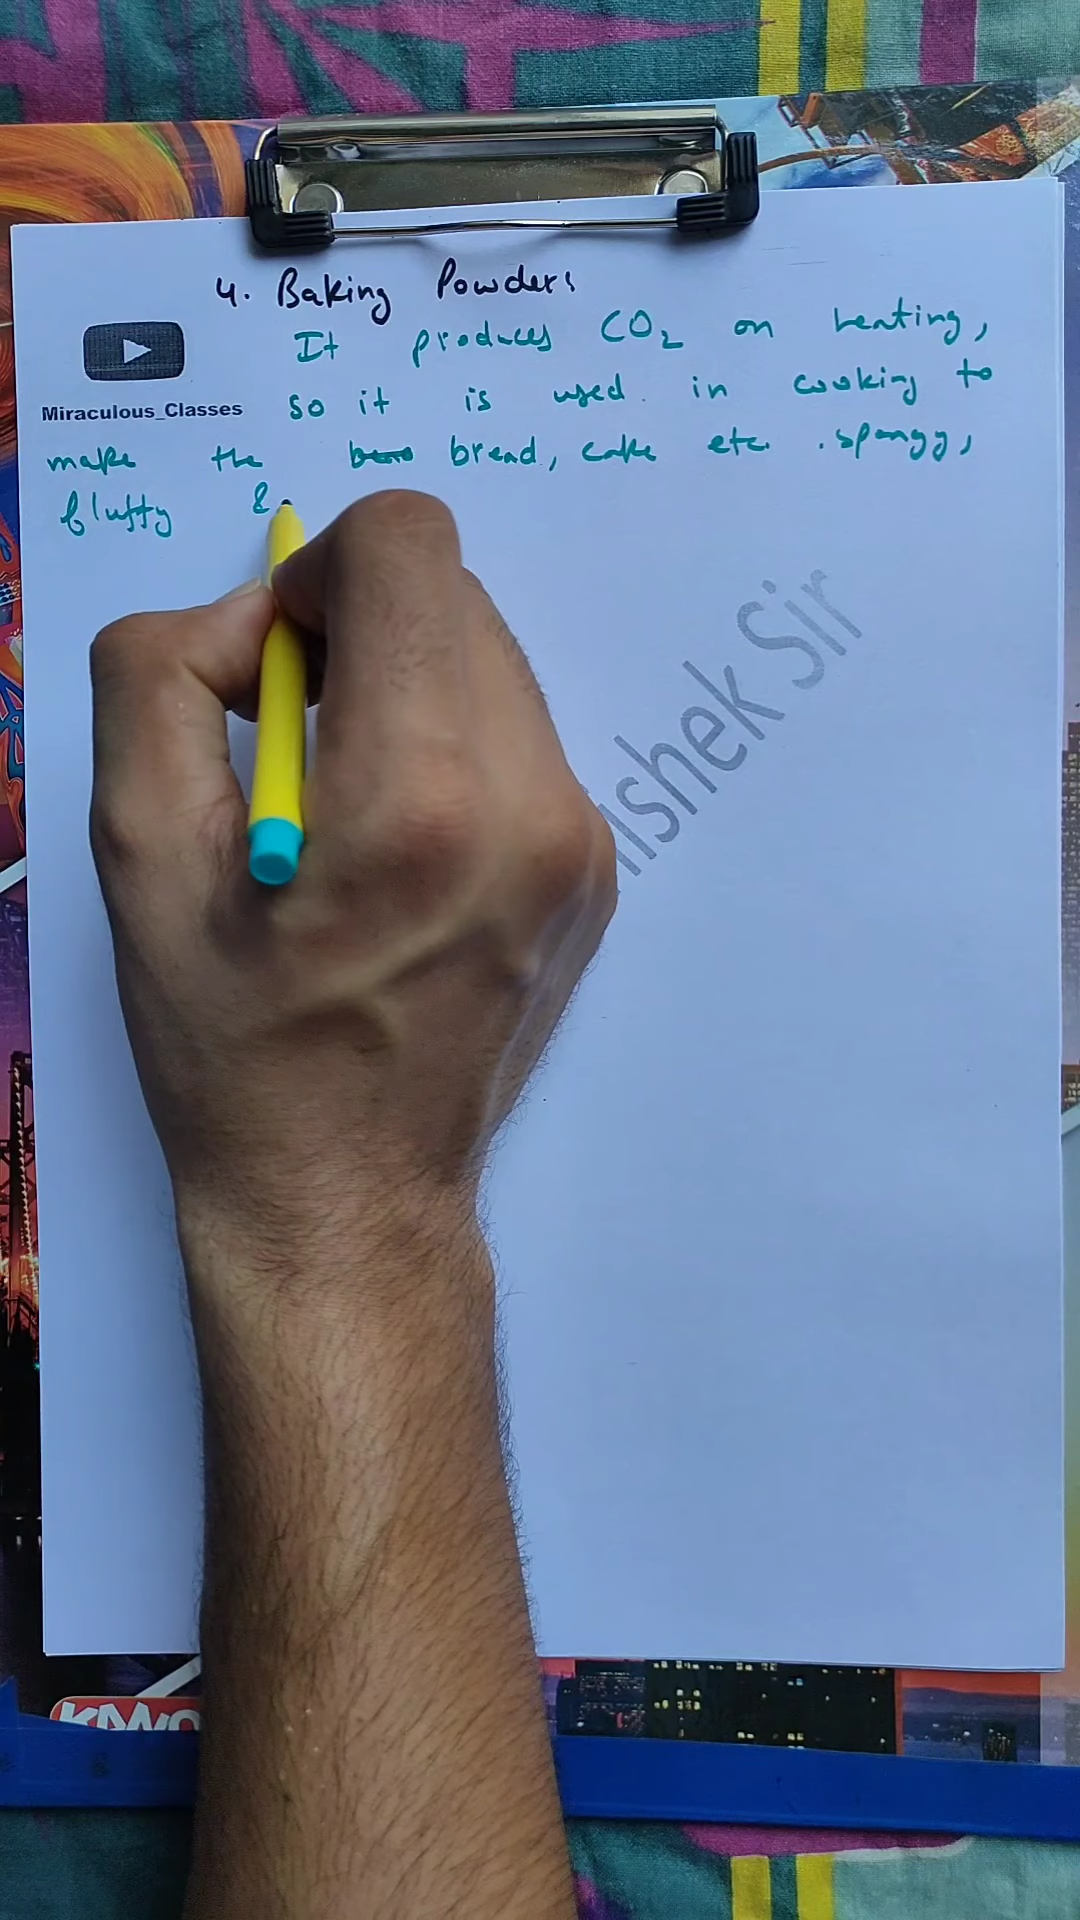 4. Baking Powder:
It produces CO2 on heating,
Miraculous_Classes
so it is used in cooking to
make the bread, cake etc. spongy,
fluffy &
shek Sir